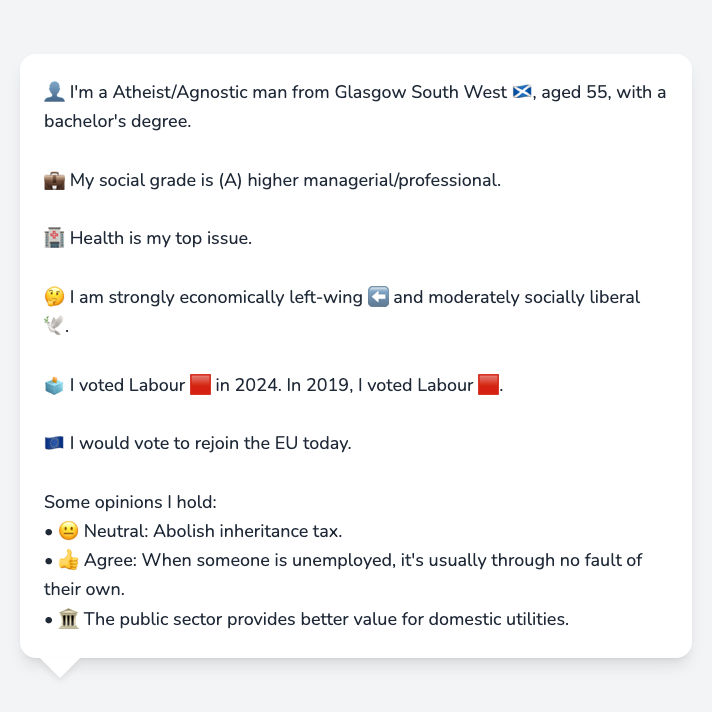 👤 I'm a Atheist/Agnostic man from Glasgow South West 🏴󠁧󠁢󠁳󠁣󠁴󠁿, aged 55, with a
bachelor's degree.
💼 My social grade is (A) higher managerial/professional.
🏥 Health is my top issue.
🤔 I am strongly economically left-wing ⬅️ and moderately socially liberal
🕊️.
🗳️ I voted Labour 🟥 in 2024. In 2019, I voted Labour 🟥.
🇪🇺 I would vote to rejoin the EU today.
Some opinions I hold:
• 😐 Neutral: Abolish inheritance tax.
• 👍 Agree: When someone is unemployed, it's usually through no fault of
their own.
• 🏛️ The public sector provides better value for domestic utilities.